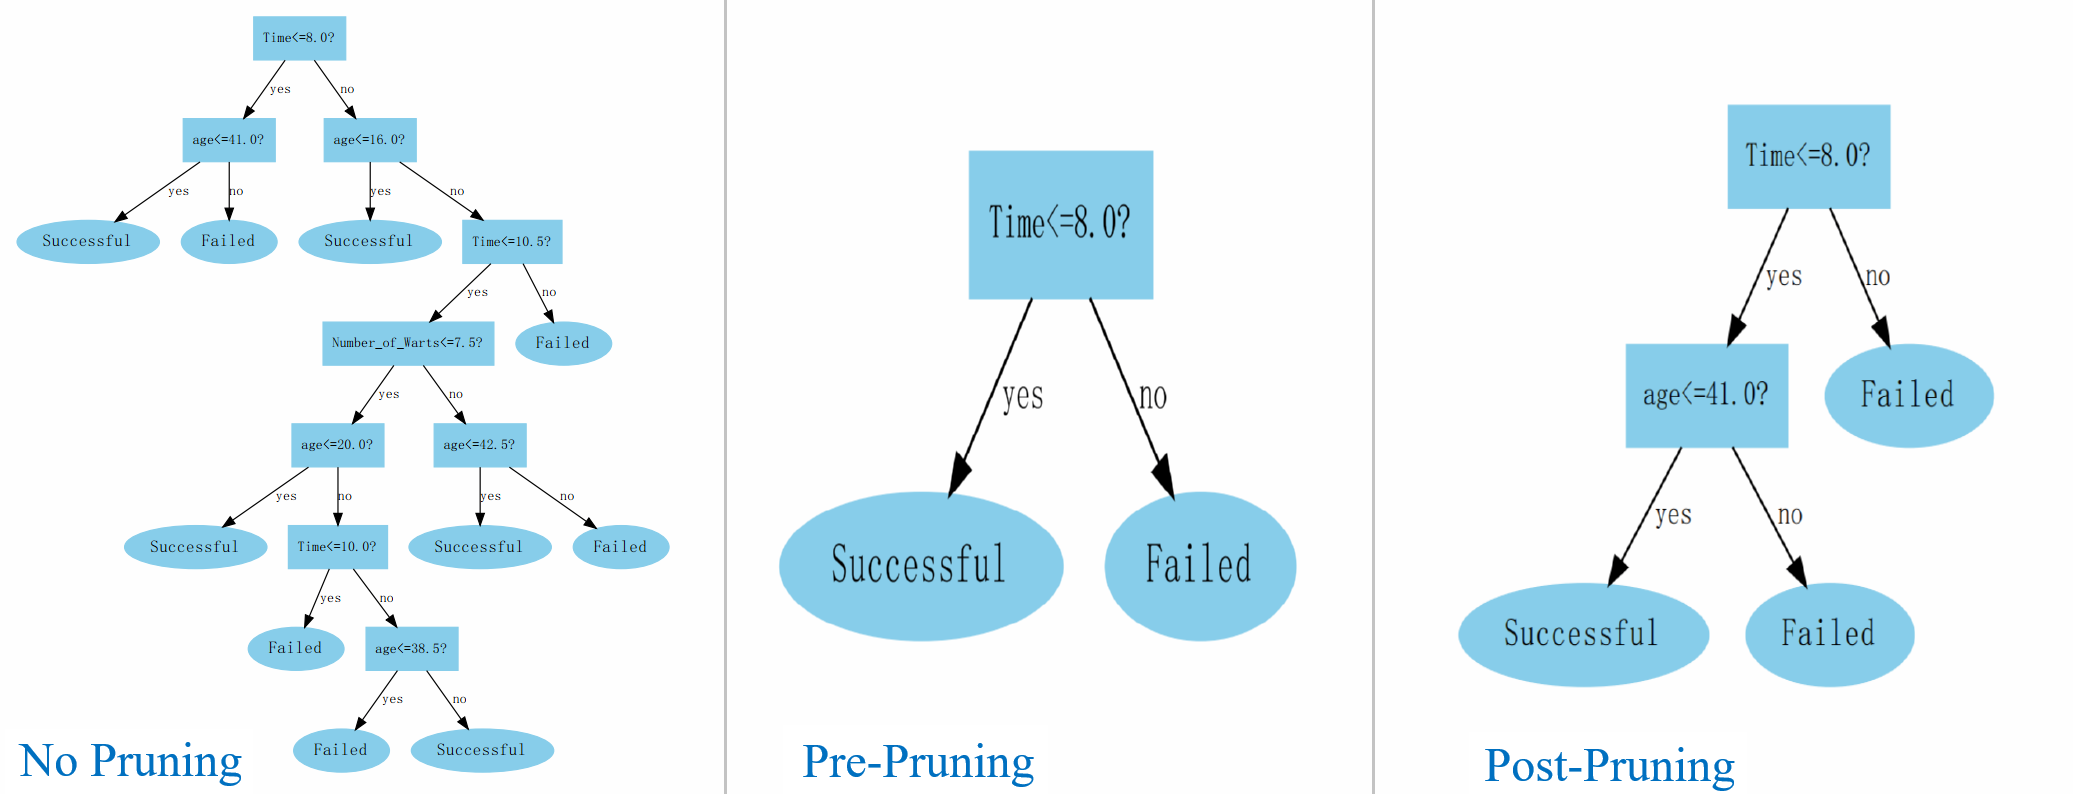 Time<=8.0?
yes
no
age<=41.0?
age<=16.0?
yes
no
yes
no
Successful
Failed
Successful
Time<=10.5?
yes
no
Number_of_Warts<=7.5?
Failed
yes
no
age<=20.0?
age<=42.5?
yes
no
yes
no
Successful
Time<=10.0?
Successful
Failed
yes
no
Failed
age<=38.5?
yes
no
Failed
Successful
No Pruning
Time<=8.0?
yes
no
Successful
Failed
Pre-Pruning
Time<=8.0?
yes
no
age<=41.0?
Failed
yes
no
Successful
Failed
Post-Pruning